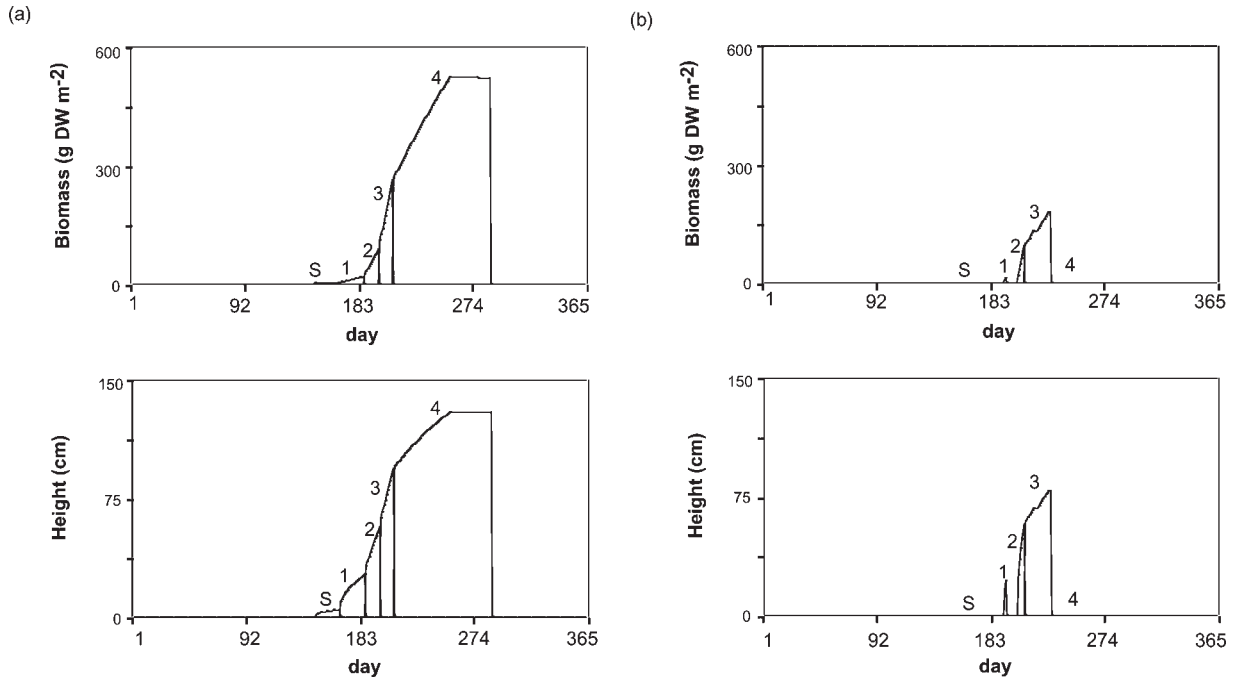 (a)
Biomass (g DW m-2)
600
300
0
S 1 2 3 4
1 92 183 274 365
day
(b)
Biomass (g DW m-2)
600
300
0
S 1 2 3 4
1 92 183 274 365
day
Height (cm)
150
75
0
S 1 2 3 4
1 92 183 274 365
day
Height (cm)
150
75
0
S 1 2 3 4
1 92 183 274 365
day